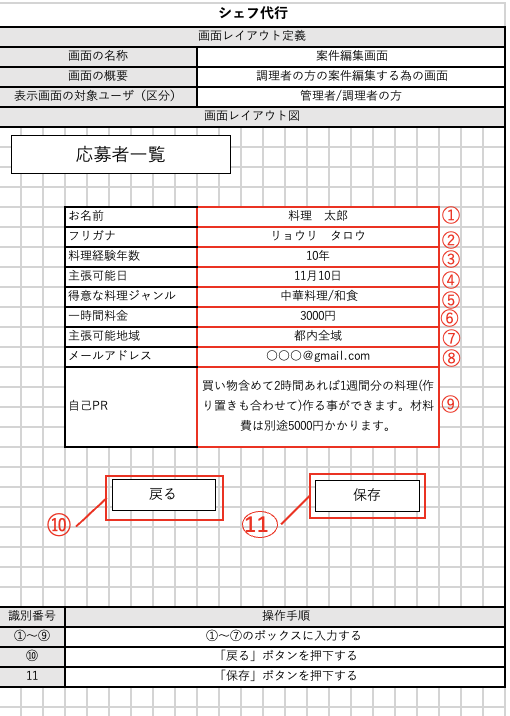 シェフ代行
画面レイアウト定義
画面の名称 案件編集画面
画面の概要 調理者の方の案件編集する為の画面
表示画面の対象ユーザ（区分） 管理者/調理者の方
画面レイアウト図
応募者一覧
お名前 料理　太郎 ①
フリガナ リョウリ　タロウ ②
料理経験年数 10年 ③
主張可能日 11月10日 ④
得意な料理ジャンル 中華料理/和食 ⑤
一時間料金 3000円 ⑥
主張可能地域 都内全域 ⑦
メールアドレス 〇〇〇@gmail.com ⑧
自己PR
買い物含めて2時間あれば1週間分の料理(作
り置きも合わせて)作る事ができます。材料
費は別途5000円かかります。
⑨
戻る 保存
⑩ 11
識別番号 操作手順
①〜⑨ ①〜⑦のボックスに入力する
⑩ 「戻る」ボタンを押下する
11 「保存」ボタンを押下する